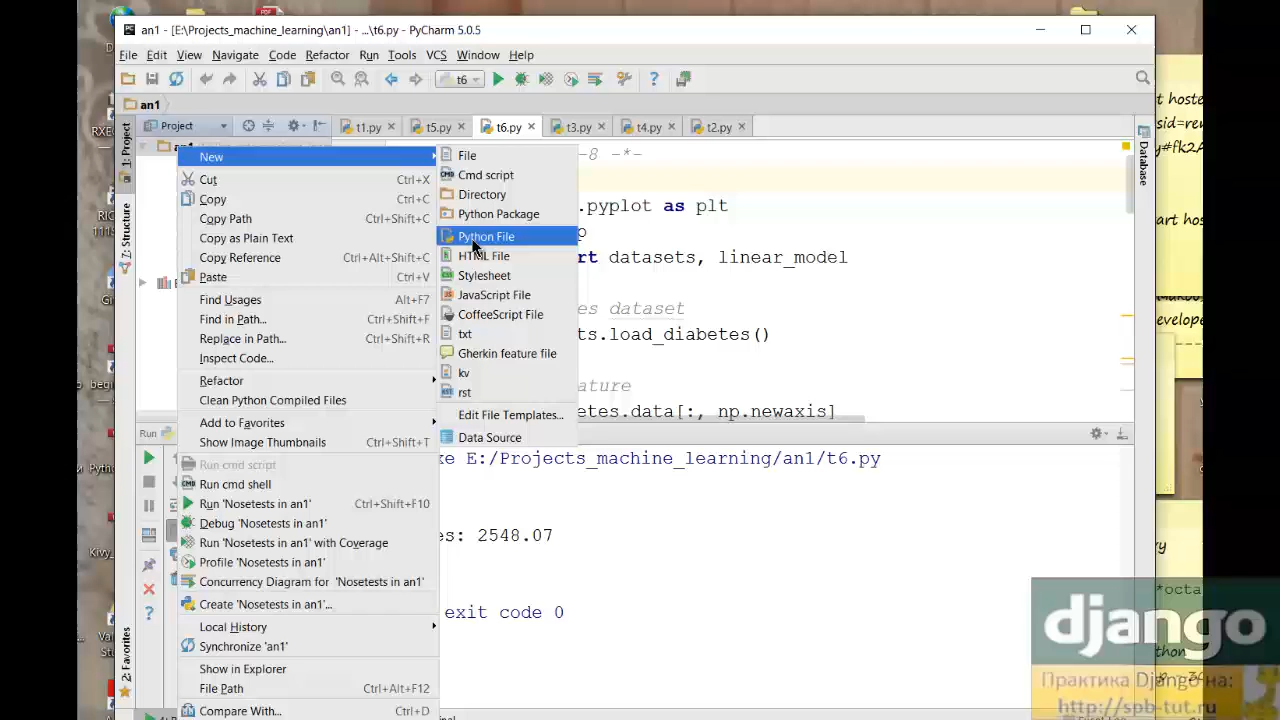 an1 - [E:\Projects_machine_learning\an1] - ...\t6.py - PyCharm 5.0.5
File Edit View Navigate Code Refactor Run Tools VCS Window Help
t6
an1
Project
t1.py
t5.py
t6.py
t3.py
t4.py
t2.py
1: Project
7: Structure
2: Favorites
Database
New
Cut Ctrl+X
Copy Ctrl+C
Copy Path Ctrl+Shift+C
Copy as Plain Text
Copy Reference Ctrl+Alt+Shift+C
Paste Ctrl+V
Find Usages Alt+F7
Find in Path... Ctrl+Shift+F
Replace in Path... Ctrl+Shift+R
Inspect Code...
Refactor
Clean Python Compiled Files
Add to Favorites
Show Image Thumbnails Ctrl+Shift+T
Run cmd script
Run cmd shell
Run 'Nosetests in an1' Ctrl+Shift+F10
Debug 'Nosetests in an1'
Run 'Nosetests in an1' with Coverage
Profile 'Nosetests in an1'
Concurrency Diagram for 'Nosetests in an1'
Create 'Nosetests in an1'...
Local History
Synchronize 'an1'
Show in Explorer
File Path Ctrl+Alt+F12
Compare With... Ctrl+D
File
Cmd script
Directory
Python Package
Python File
HTML File
Stylesheet
JavaScript File
CoffeeScript File
txt
Gherkin feature file
kv
rst
Edit File Templates...
Data Source
-8 -*-
.pyplot as plt
p
rt datasets, linear_model
es dataset
ts.load_diabetes()
ature
etes.data[:, np.newaxis]
Run
xe E:/Projects_machine_learning/an1/t6.py
es: 2548.07
exit code 0
t hoste
sid=rem
y#fk2A
art hos
evelope
django
Практика Django на:
http://spb-tut.ru